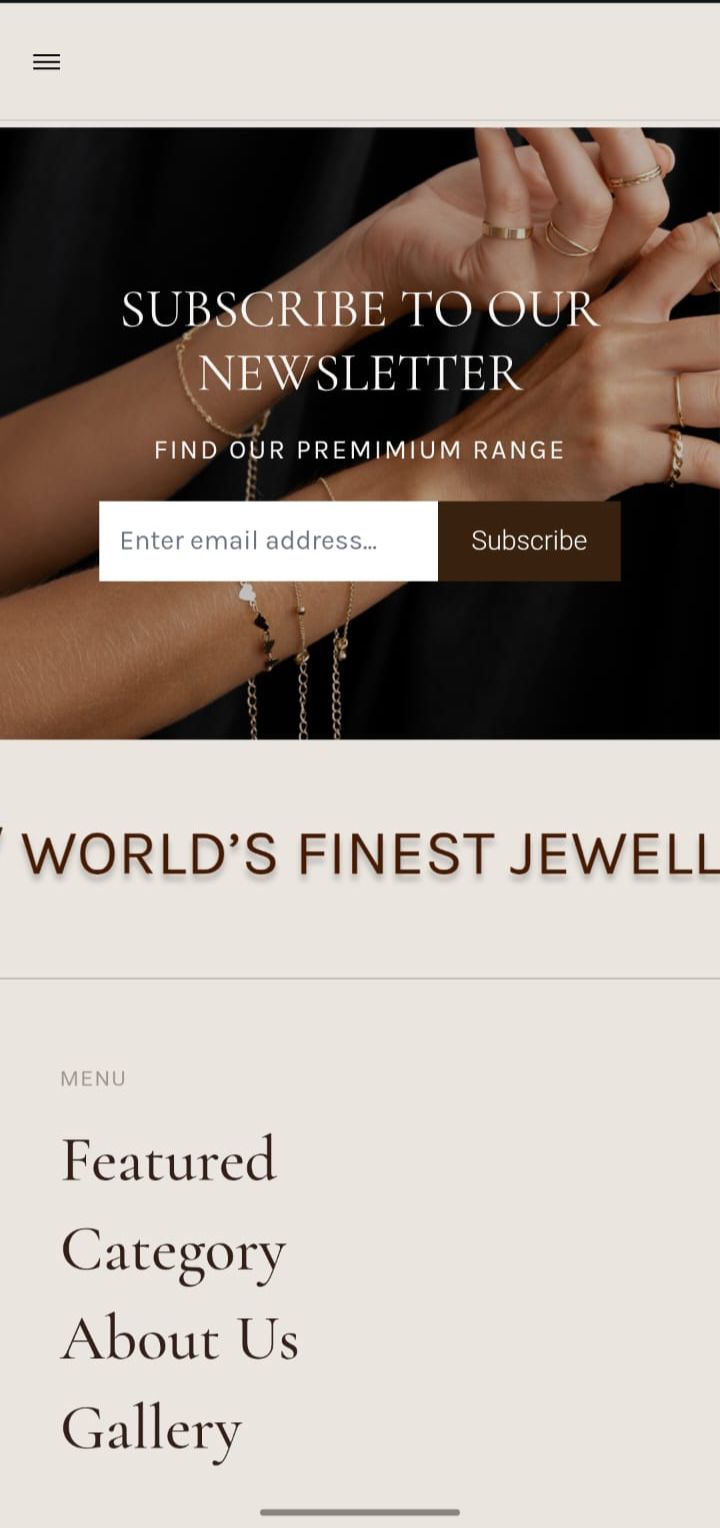 SUBSCRIBE TO OUR
NEWSLETTER
FIND OUR PREMIMIUM RANGE
Enter email address...
Subscribe
WORLD’S FINEST JEWELL
MENU
Featured
Category
About Us
Gallery